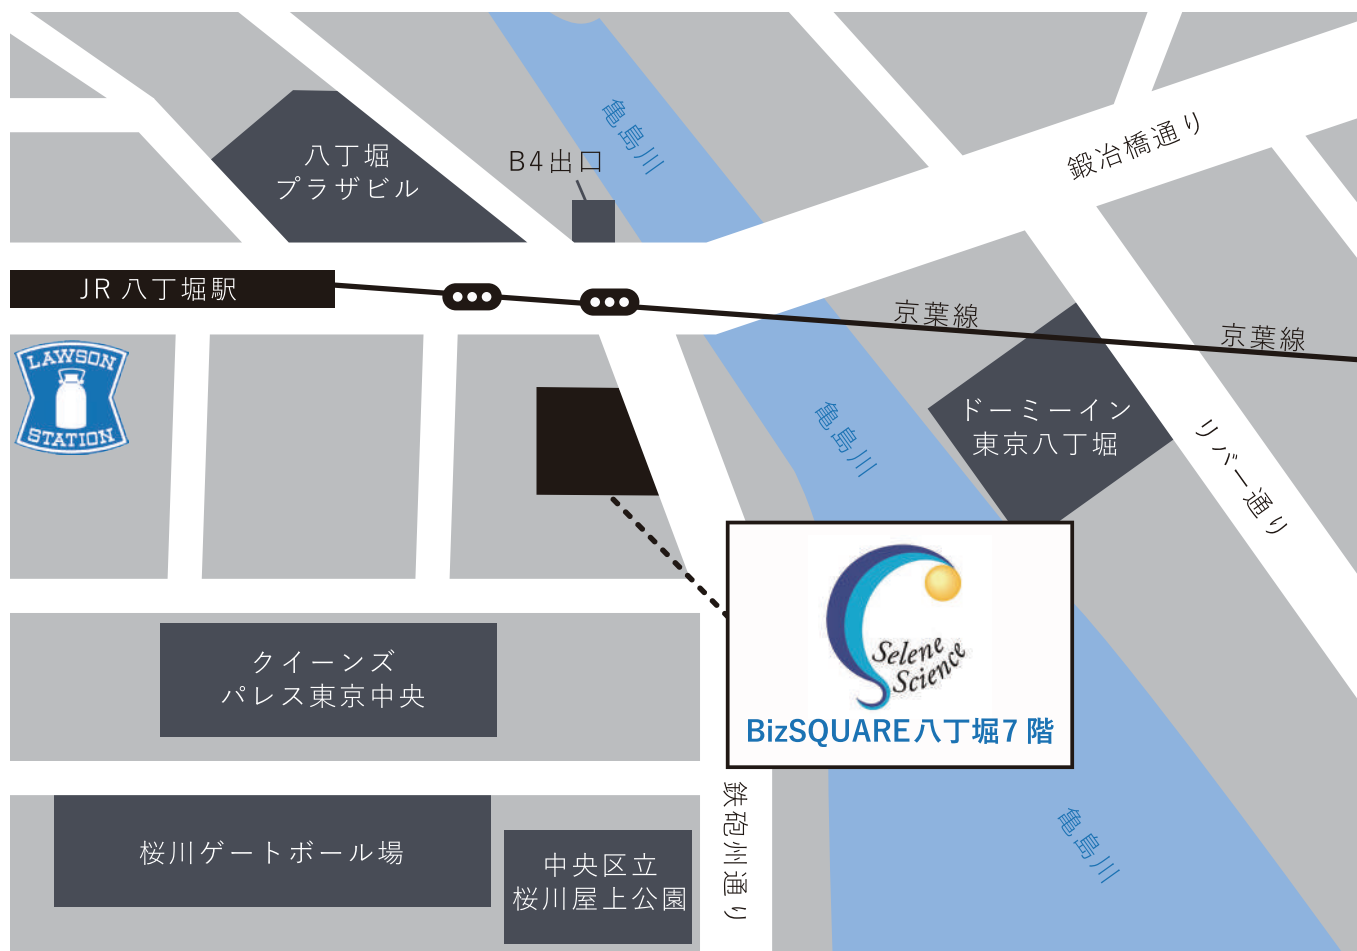 亀島川
鍛冶橋通り
八丁堀
プラザビル
B4出口
JR 八丁堀駅
京葉線
京葉線
LAWSON
STATION
亀島川
ドーミーイン
東京八丁堀
リバー通り
Selene
Science
BizSQUARE八丁堀7階
クイーンズ
パレス東京中央
鉄砲州通り
亀島川
桜川ゲートボール場
中央区立
桜川屋上公園